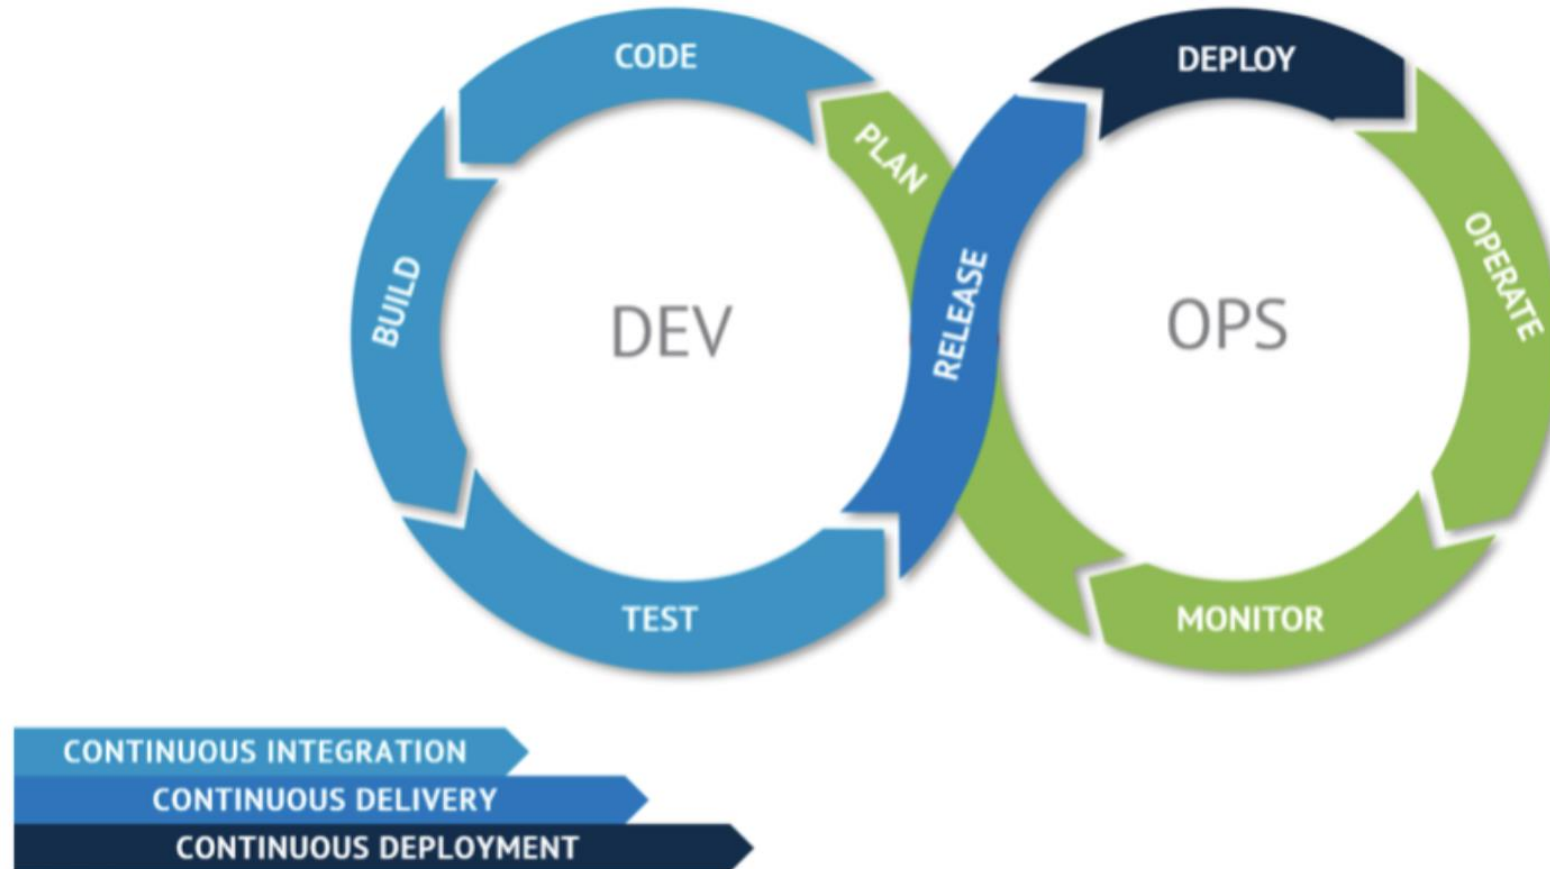 CODE
DEPLOY
PLAN
BUILD
DEV
RELEASE
OPS
OPERATE
TEST
MONITOR
CONTINUOUS INTEGRATION
CONTINUOUS DELIVERY
CONTINUOUS DEPLOYMENT